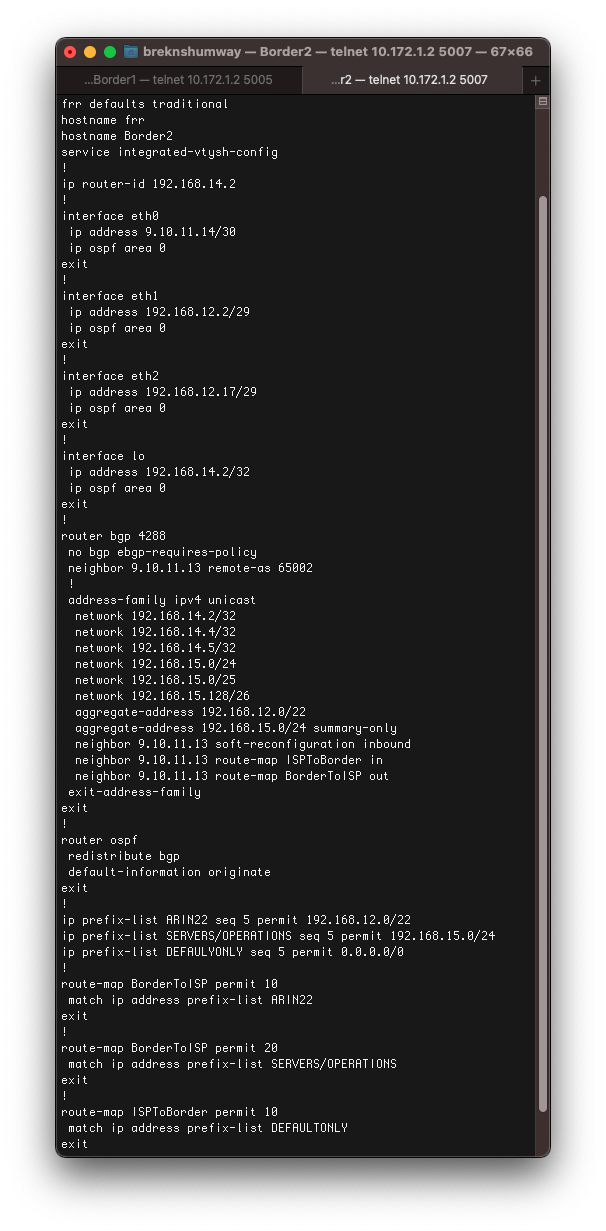 breknshumway — Border2 — telnet 10.172.1.2 5007 — 67×66
...Border1 — telnet 10.172.1.2 5005
...r2 — telnet 10.172.1.2 5007
+
frr defaults traditional
hostname frr
hostname Border2
service integrated-vtysh-config
!
ip router-id 192.168.14.2
!
interface eth0
 ip address 9.10.11.14/30
 ip ospf area 0
exit
!
interface eth1
 ip address 192.168.12.2/29
 ip ospf area 0
exit
!
interface eth2
 ip address 192.168.12.17/29
 ip ospf area 0
exit
!
interface lo
 ip address 192.168.14.2/32
 ip ospf area 0
exit
!
router bgp 4288
 no bgp ebgp-requires-policy
 neighbor 9.10.11.13 remote-as 65002
 !
 address-family ipv4 unicast
  network 192.168.14.2/32
  network 192.168.14.4/32
  network 192.168.14.5/32
  network 192.168.15.0/24
  network 192.168.15.0/25
  network 192.168.15.128/26
  aggregate-address 192.168.12.0/22
  aggregate-address 192.168.15.0/24 summary-only
  neighbor 9.10.11.13 soft-reconfiguration inbound
  neighbor 9.10.11.13 route-map ISPToBorder in
  neighbor 9.10.11.13 route-map BorderToISP out
 exit-address-family
exit
!
router ospf
 redistribute bgp
 default-information originate
exit
!
ip prefix-list ARIN22 seq 5 permit 192.168.12.0/22
ip prefix-list SERVERS/OPERATIONS seq 5 permit 192.168.15.0/24
ip prefix-list DEFAULYONLY seq 5 permit 0.0.0.0/0
!
route-map BorderToISP permit 10
 match ip address prefix-list ARIN22
exit
!
route-map BorderToISP permit 20
 match ip address prefix-list SERVERS/OPERATIONS
exit
!
route-map ISPToBorder permit 10
 match ip address prefix-list DEFAULTONLY
exit